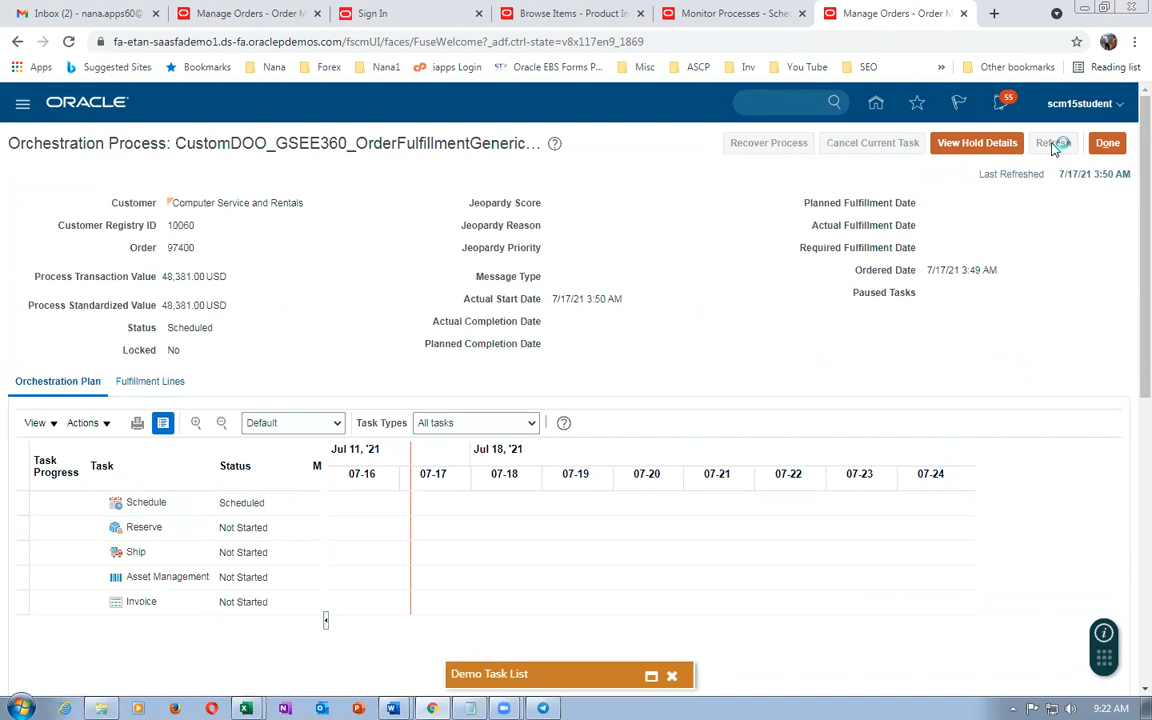 Inbox (2) - nana.apps60@
Manage Orders - Order M
Sign In
Browse Items - Product In
Monitor Processes - Sched
Manage Orders - Order M
fa-etan-saasfademo1.ds-fa.oraclepdemos.com/fscmUI/faces/FuseWelcome?_adf.ctrl-state=v8x117en9_1869
Apps
Suggested Sites
Bookmarks
Nana
Forex
Nana1
iapps Login
Oracle EBS Forms P...
Misc
ASCP
Inv
You Tube
SEO
»
Other bookmarks
Reading list
ORACLE
55
scm15student
Orchestration Process: CustomDOO_GSEE360_OrderFulfillmentGeneric...
Recover Process
Cancel Current Task
View Hold Details
Refresh
Done
Last Refreshed 7/17/21 3:50 AM
Customer Computer Service and Rentals
Customer Registry ID 10060
Order 97400
Process Transaction Value 48,381.00 USD
Process Standardized Value 48,381.00 USD
Status Scheduled
Locked No
Jeopardy Score
Jeopardy Reason
Jeopardy Priority
Message Type
Actual Start Date 7/17/21 3:50 AM
Actual Completion Date
Planned Completion Date
Planned Fulfillment Date
Actual Fulfillment Date
Required Fulfillment Date
Ordered Date 7/17/21 3:49 AM
Paused Tasks
Orchestration Plan
Fulfillment Lines
View
Actions
Default
Task Types
All tasks
Task Progress
Task
Status
M
Jul 11, '21
Jul 18, '21
07-16
07-17
07-18
07-19
07-20
07-21
07-22
07-23
07-24
Schedule Scheduled
Reserve Not Started
Ship Not Started
Asset Management Not Started
Invoice Not Started
Demo Task List
9:22 AM